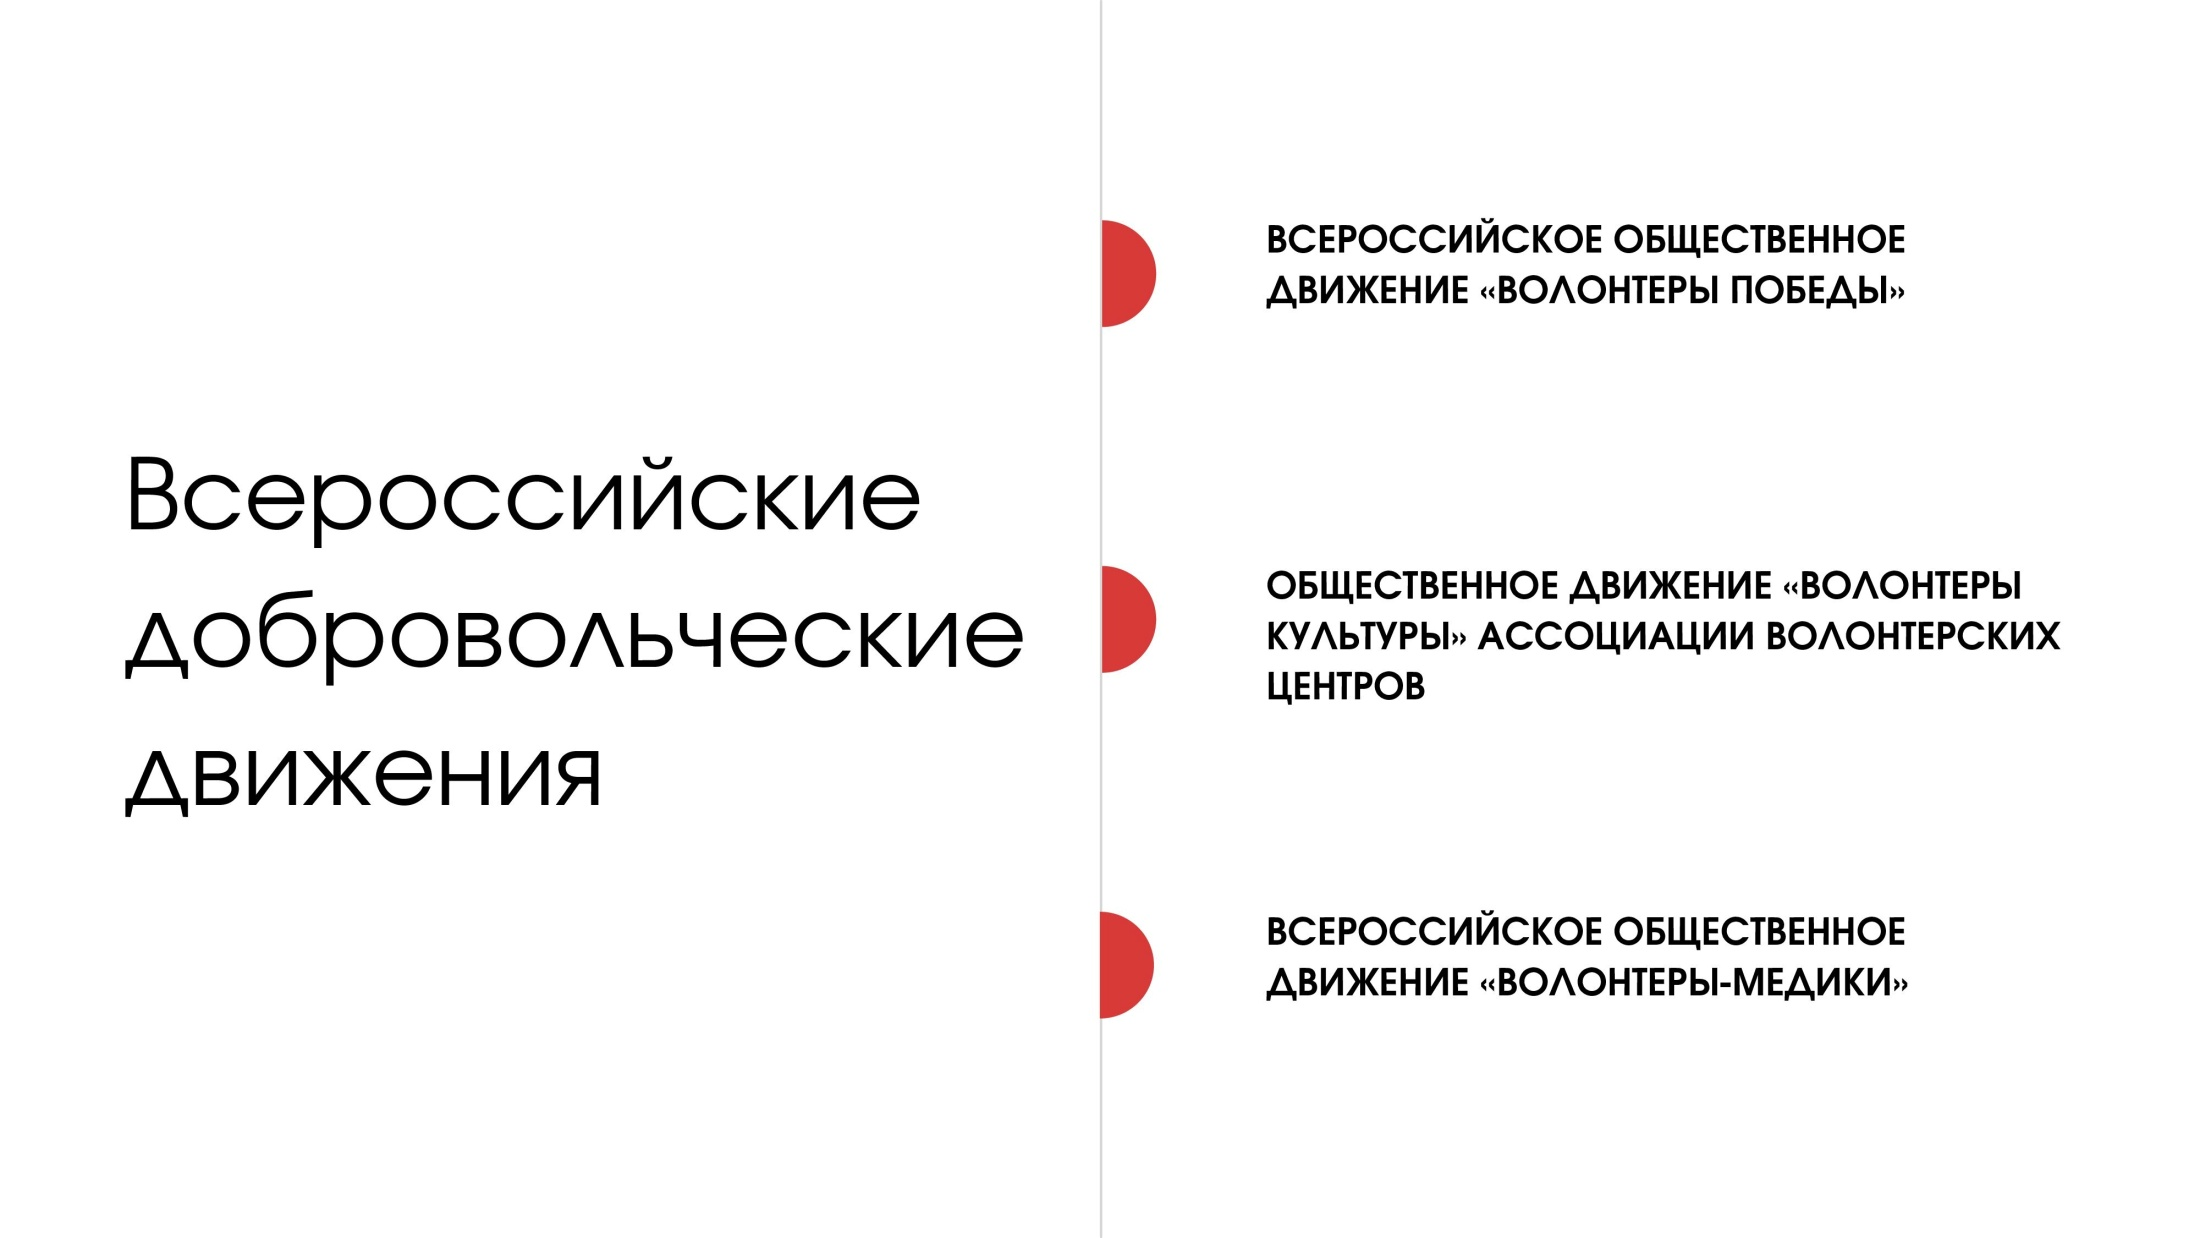 Всероссийские
добровольческие
движения
ВСЕРОССИЙСКОЕ ОБЩЕСТВЕННОЕ
ДВИЖЕНИЕ «ВОЛОНТЕРЫ ПОБЕДЫ»
ОБЩЕСТВЕННОЕ ДВИЖЕНИЕ «ВОЛОНТЕРЫ
КУЛЬТУРЫ» АССОЦИАЦИИ ВОЛОНТЕРСКИХ
ЦЕНТРОВ
ВСЕРОССИЙСКОЕ ОБЩЕСТВЕННОЕ
ДВИЖЕНИЕ «ВОЛОНТЕРЫ-МЕДИКИ»